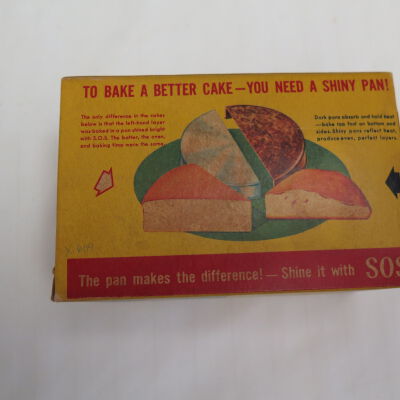 TO BAKE A BETTER CAKE—YOU NEED A SHINY PAN!
The only difference in the cakes
below is that the left-hand layer
was baked in a pan shined bright
with S.O.S. The batter, the oven,
and baking time were the same.
Dark pans absorb and hold heat
—bake too fast on bottom and
sides. Shiny pans reflect heat,
produce even, perfect layers.
The pan makes the difference! — Shine it with SOS